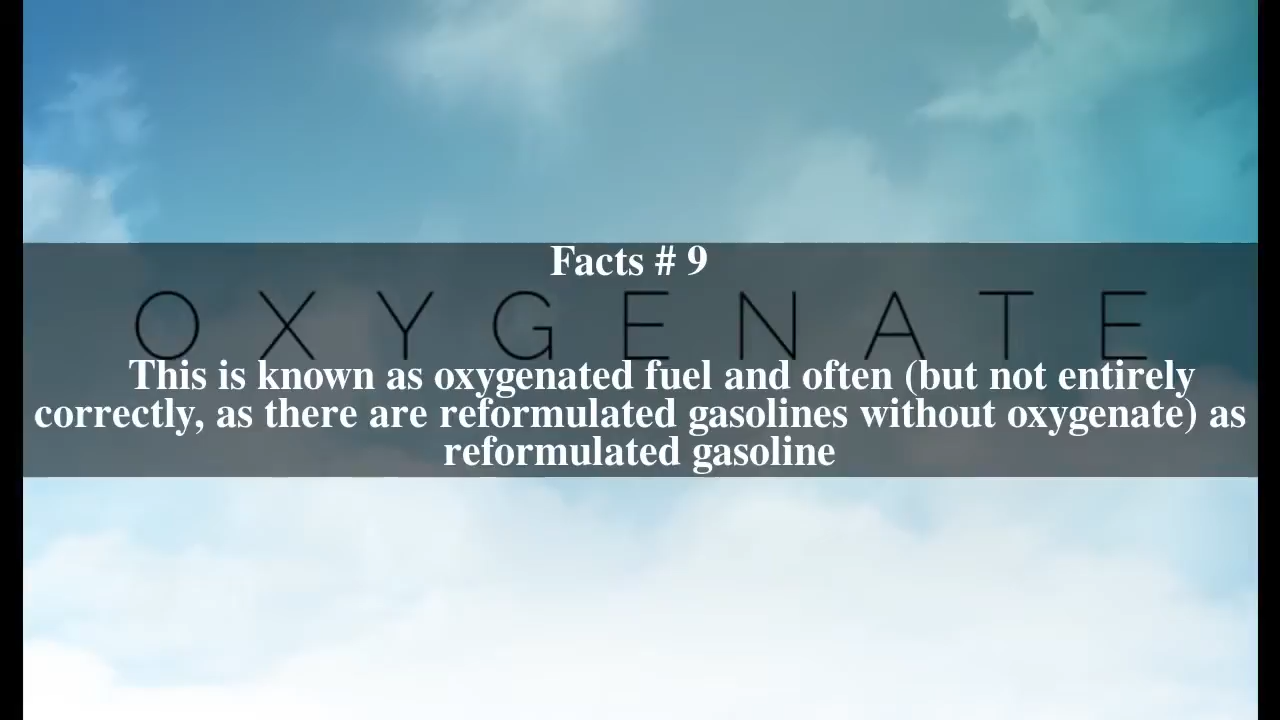 Facts # 9
OXYGENATE
This is known as oxygenated fuel and often (but not entirely
correctly, as there are reformulated gasolines without oxygenate) as
reformulated gasoline